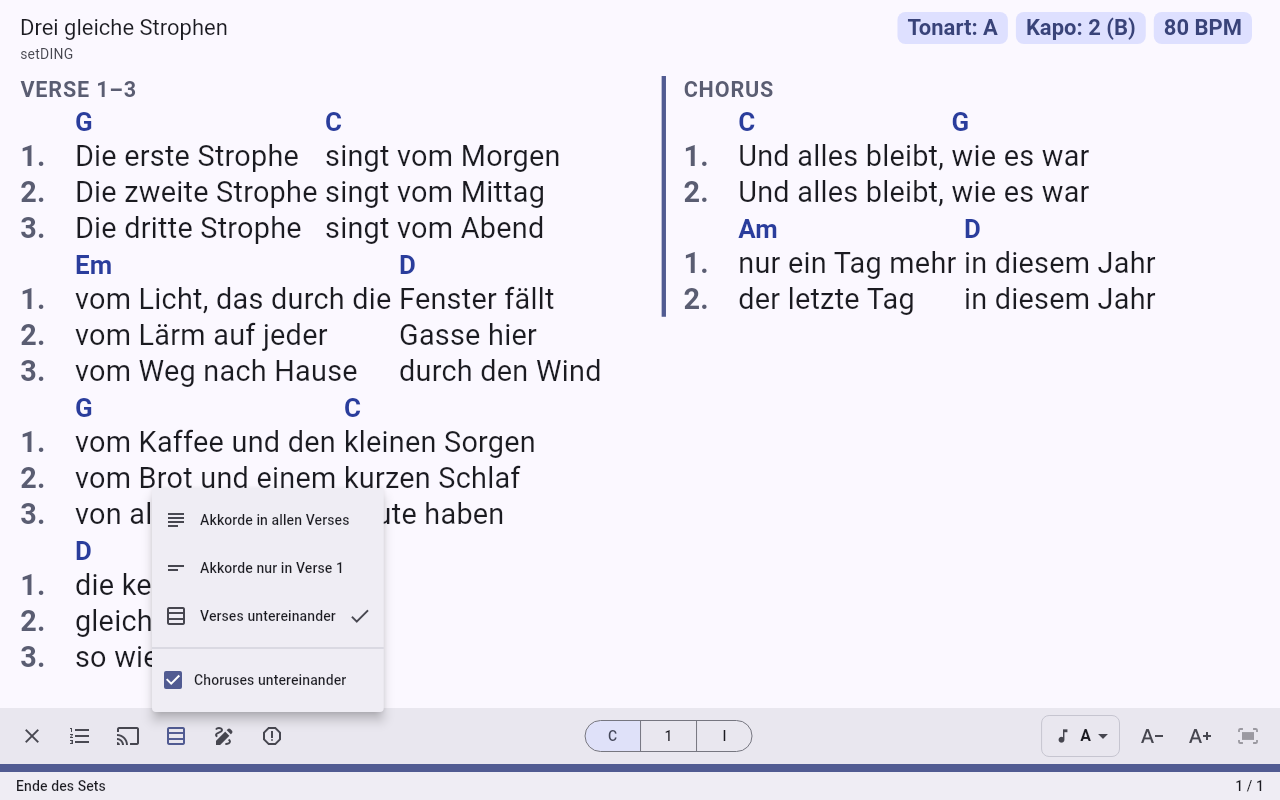 Drei gleiche Strophen
setDING
Tonart: A
Kapo: 2 (B)
80 BPM
VERSE 1–3
G C
1. Die erste Strophe singt vom Morgen
2. Die zweite Strophe singt vom Mittag
3. Die dritte Strophe singt vom Abend
Em D
1. vom Licht, das durch die Fenster fällt
2. vom Lärm auf jeder Gasse hier
3. vom Weg nach Hause durch den Wind
G C
1. vom Kaffee und den kleinen Sorgen
2. vom Brot und einem kurzen Schlaf
3. von haben
D
1. die
2.
3. so
CHORUS
C G
1. Und alles bleibt, wie es war
2. Und alles bleibt, wie es war
Am D
1. nur ein Tag mehr in diesem Jahr
2. der letzte Tag in diesem Jahr
Akkorde in allen Verses
Akkorde nur in Verse 1
Verses untereinander
Choruses untereinander
C 1 I
A
A−
A+
Ende des Sets
1 / 1